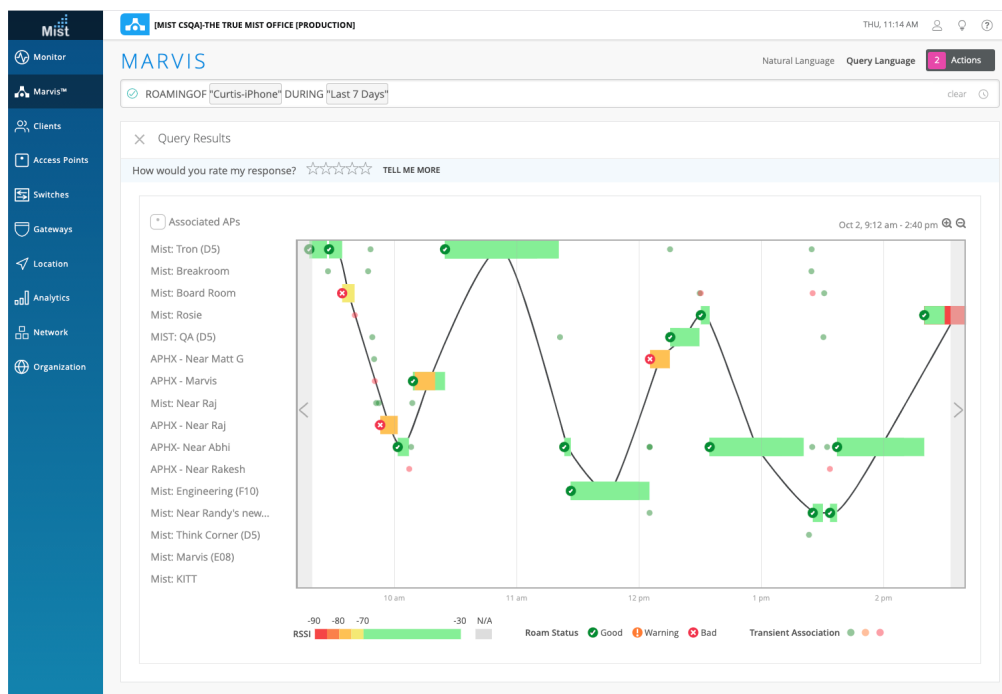 Mist
[MIST CSQA]-THE TRUE MIST OFFICE [PRODUCTION]
THU, 11:14 AM
?
Monitor
Marvis™
Clients
Access Points
Switches
Gateways
Location
Analytics
Network
Organization
MARVIS
Natural Language
Query Language
2
Actions
ROAMINGOF "Curtis-iPhone" DURING "Last 7 Days"
clear
Query Results
How would you rate my response?
TELL ME MORE
Associated APs
Oct 2, 9:12 am - 2:40 pm
Mist: Tron (D5)
Mist: Breakroom
Mist: Board Room
Mist: Rosie
MIST: QA (D5)
APHX - Near Matt G
APHX - Marvis
Mist: Near Raj
APHX - Near Raj
APHX- Near Abhi
APHX - Near Rakesh
Mist: Engineering (F10)
Mist: Near Randy's new...
Mist: Think Corner (D5)
Mist: Marvis (E08)
Mist: KITT
10 am
11 am
12 pm
1 pm
2 pm
-90 -80 -70 -30 N/A
RSSI
Roam Status
Good
Warning
Bad
Transient Association